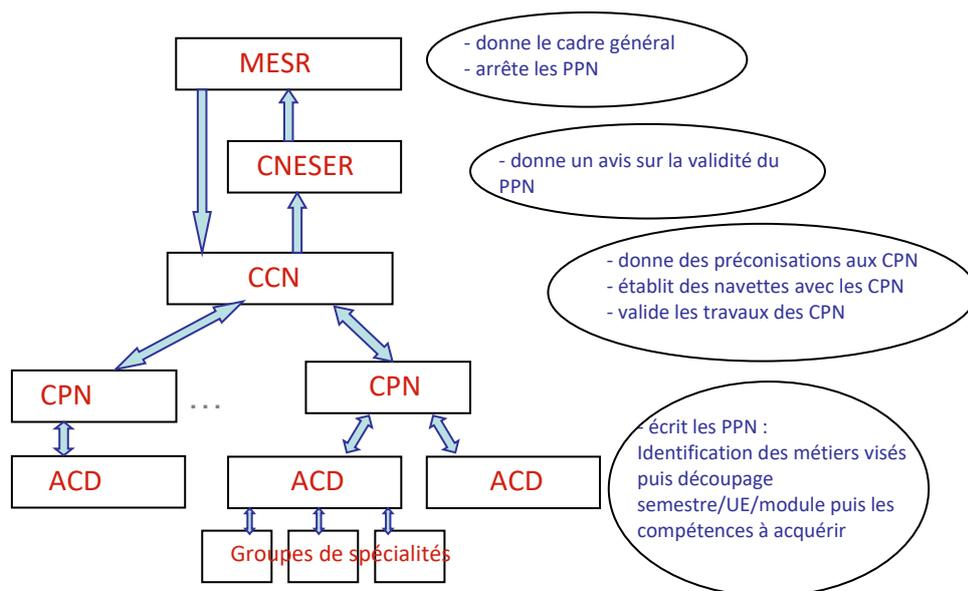 MESR
- donne le cadre général
- arrête les PPN
CNESER
- donne un avis sur la validité du
PPN
CCN
- donne des préconisations aux CPN
- établit des navettes avec les CPN
- valide les travaux des CPN
CPN
...
CPN
- écrit les PPN :
Identification des métiers visés
puis découpage
semestre/UE/module puis les
compétences à acquérir
ACD
ACD
ACD
Groupes de spécialités